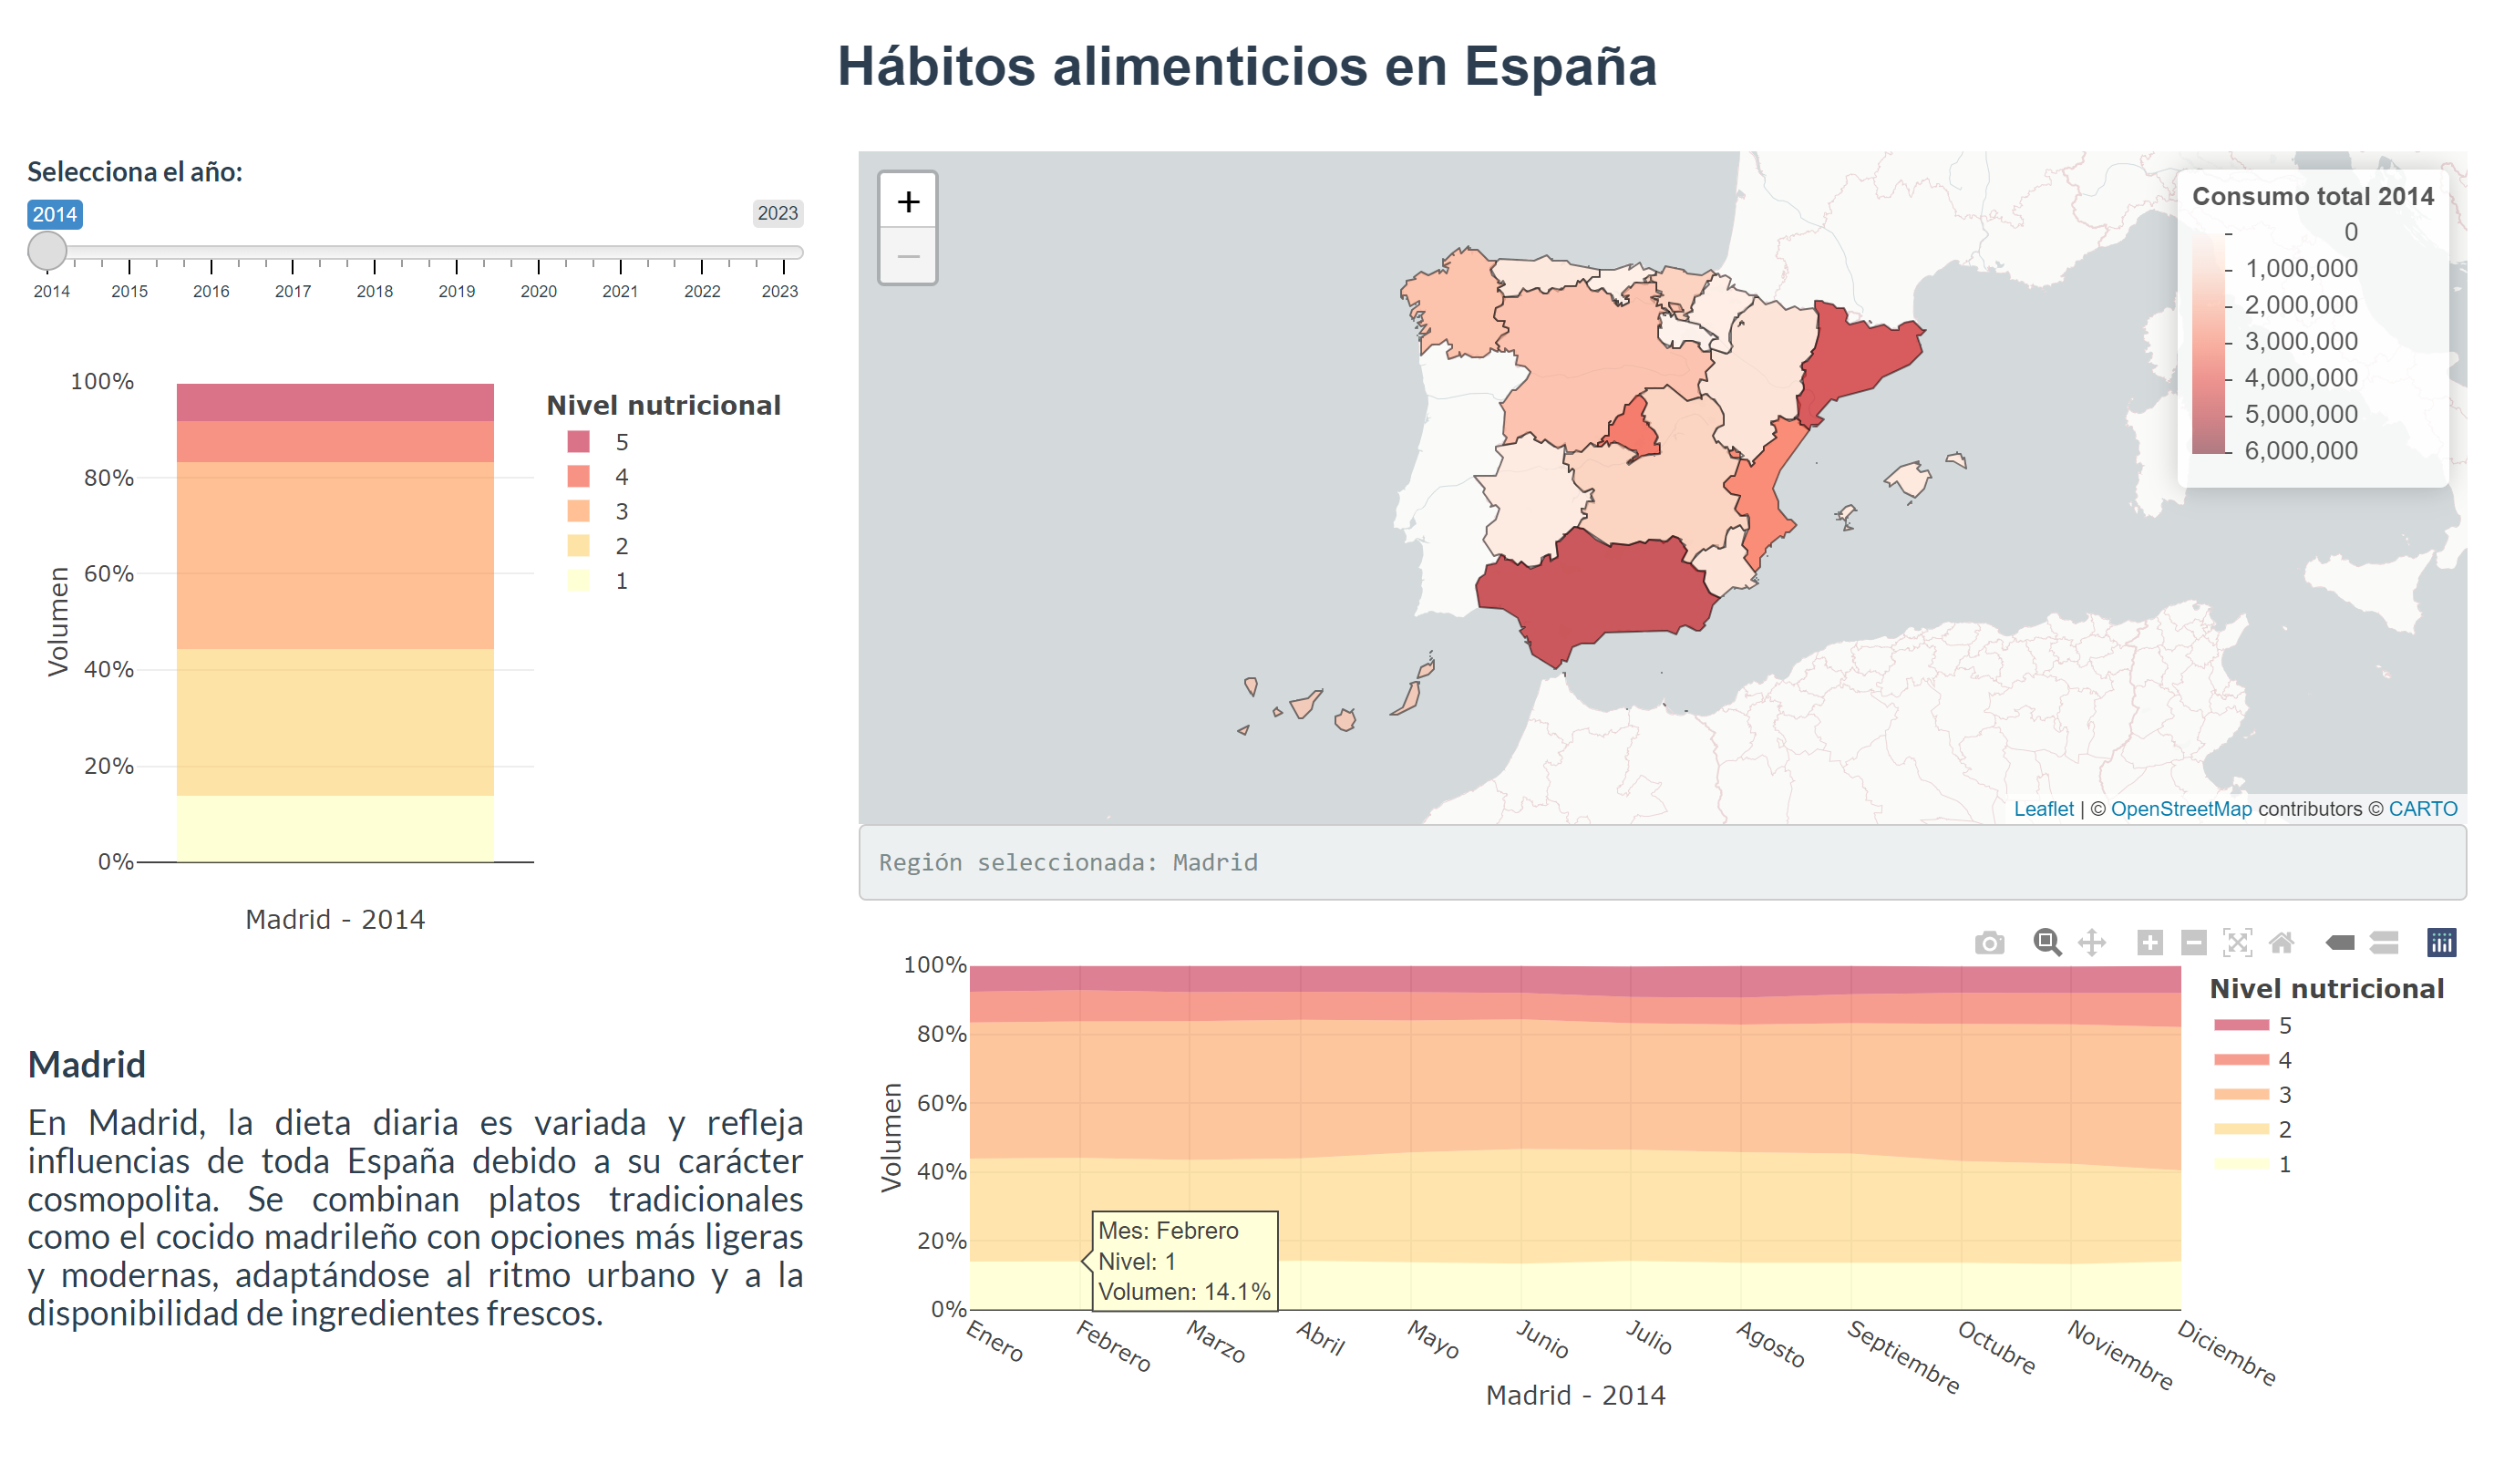 Hábitos alimenticios en España
Selecciona el año:
2014
2023
2014 2015 2016 2017 2018 2019 2020 2021 2022 2023
100%
80%
60%
40%
20%
0%
Volumen
Madrid - 2014
Nivel nutricional
5
4
3
2
1
Madrid
En Madrid, la dieta diaria es variada y refleja
influencias de toda España debido a su carácter
cosmopolita. Se combinan platos tradicionales
como el cocido madrileño con opciones más ligeras
y modernas, adaptándose al ritmo urbano y a la
disponibilidad de ingredientes frescos.
+
−
Consumo total 2014
0
1,000,000
2,000,000
3,000,000
4,000,000
5,000,000
6,000,000
Leaflet | © OpenStreetMap contributors © CARTO
Región seleccionada: Madrid
100%
80%
60%
40%
20%
0%
Volumen
Mes: Febrero
Nivel: 1
Volumen: 14.1%
Enero Febrero Marzo Abril Mayo Junio Julio Agosto Septiembre Octubre Noviembre Diciembre
Madrid - 2014
Nivel nutricional
5
4
3
2
1